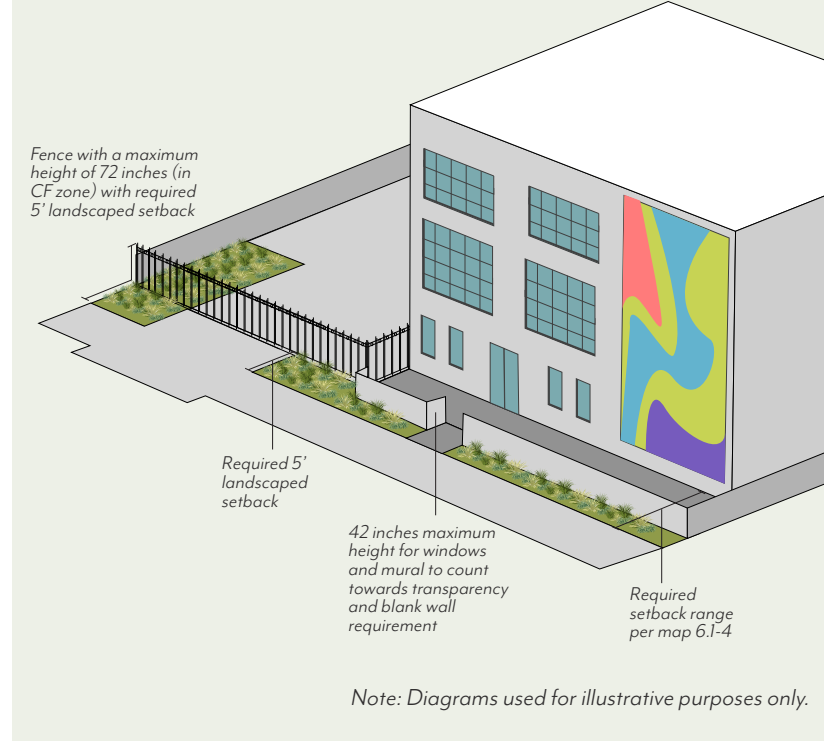 Fence with a maximum
height of 72 inches (in
CF zone) with required
5’ landscaped setback
Required 5’
landscaped
setback
42 inches maximum
height for windows
and mural to count
towards transparency
and blank wall
requirement
Required
setback range
per map 6.1-4
Note: Diagrams used for illustrative purposes only.